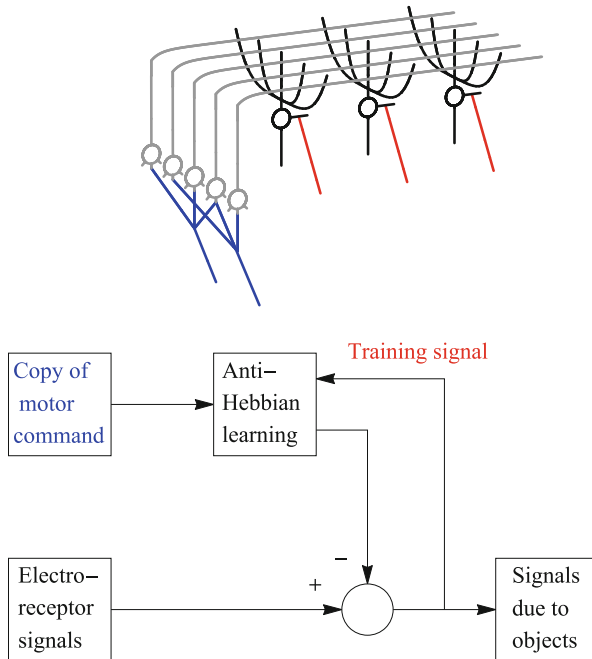 Training signal
Copy of
motor
command
Anti−
Hebbian
learning
−
+
Electro−
receptor
signals
Signals
due to
objects